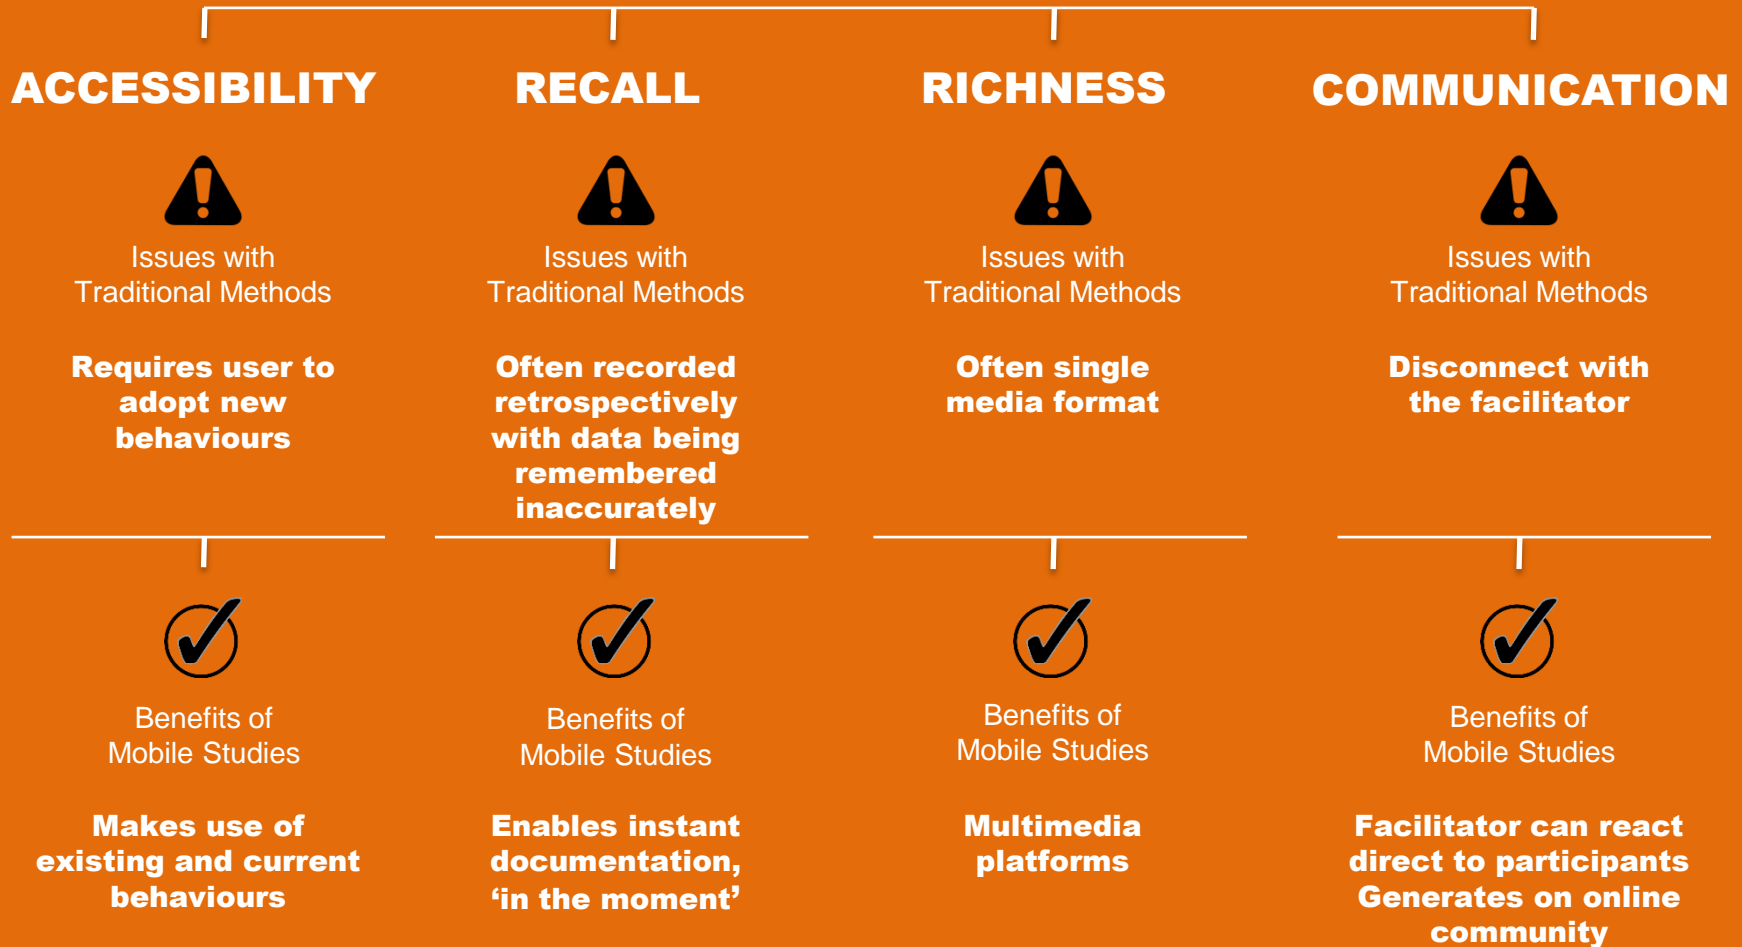 ACCESSIBILITY
Issues with
Traditional Methods
Requires user to
adopt new
behaviours
Benefits of
Mobile Studies
Makes use of
existing and current
behaviours
RECALL
Issues with
Traditional Methods
Often recorded
retrospectively
with data being
remembered
inaccurately
Benefits of
Mobile Studies
Enables instant
documentation,
‘in the moment’
RICHNESS
Issues with
Traditional Methods
Often single
media format
Benefits of
Mobile Studies
Multimedia
platforms
COMMUNICATION
Issues with
Traditional Methods
Disconnect with
the facilitator
Benefits of
Mobile Studies
Facilitator can react
direct to participants
Generates on online
community